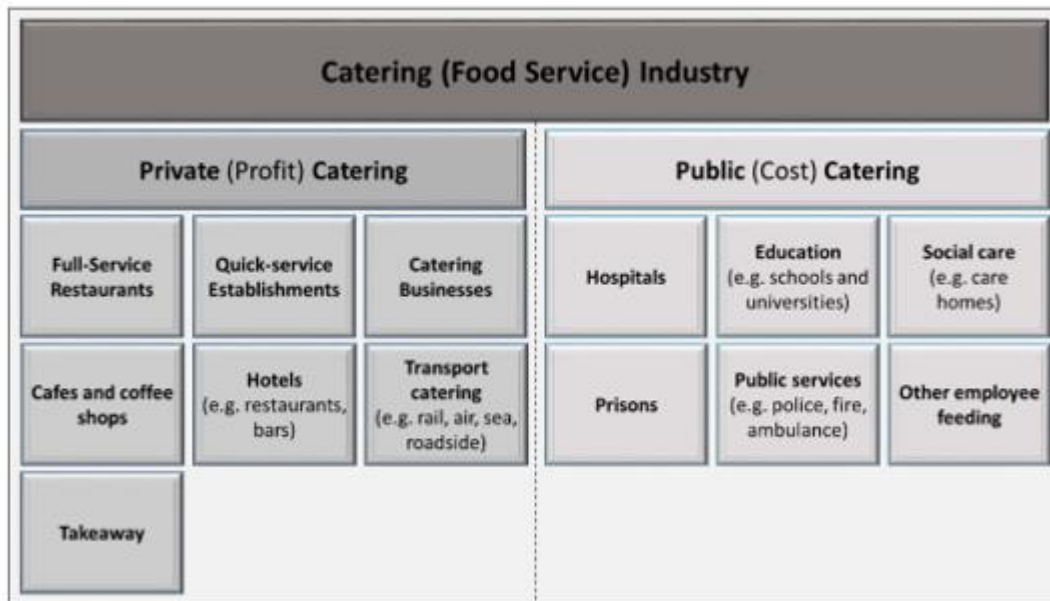 Catering (Food Service) Industry
Private (Profit) Catering
Public (Cost) Catering
Full-Service
Restaurants
Quick-service
Establishments
Catering
Businesses
Hospitals
Education
(e.g. schools and
universities)
Social care
(e.g. care
homes)
Cafes and coffee
shops
Hotels
(e.g. restaurants,
bars)
Transport
catering
(e.g. rail, air, sea,
roadside)
Prisons
Public services
(e.g. police, fire,
ambulance)
Other employee
feeding
Takeaway